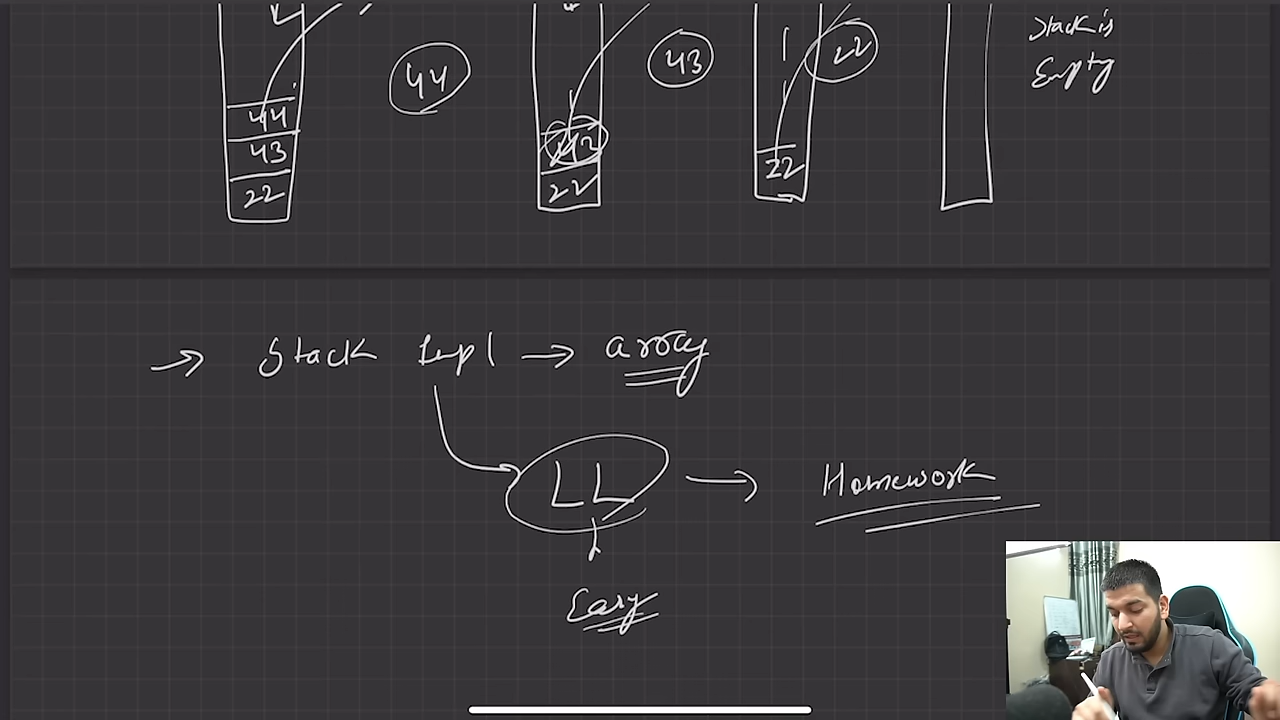 44
43
22
44
22
43
22
22
Stack is
Empty
→ Stack Impl → array
LL → Homework
Easy